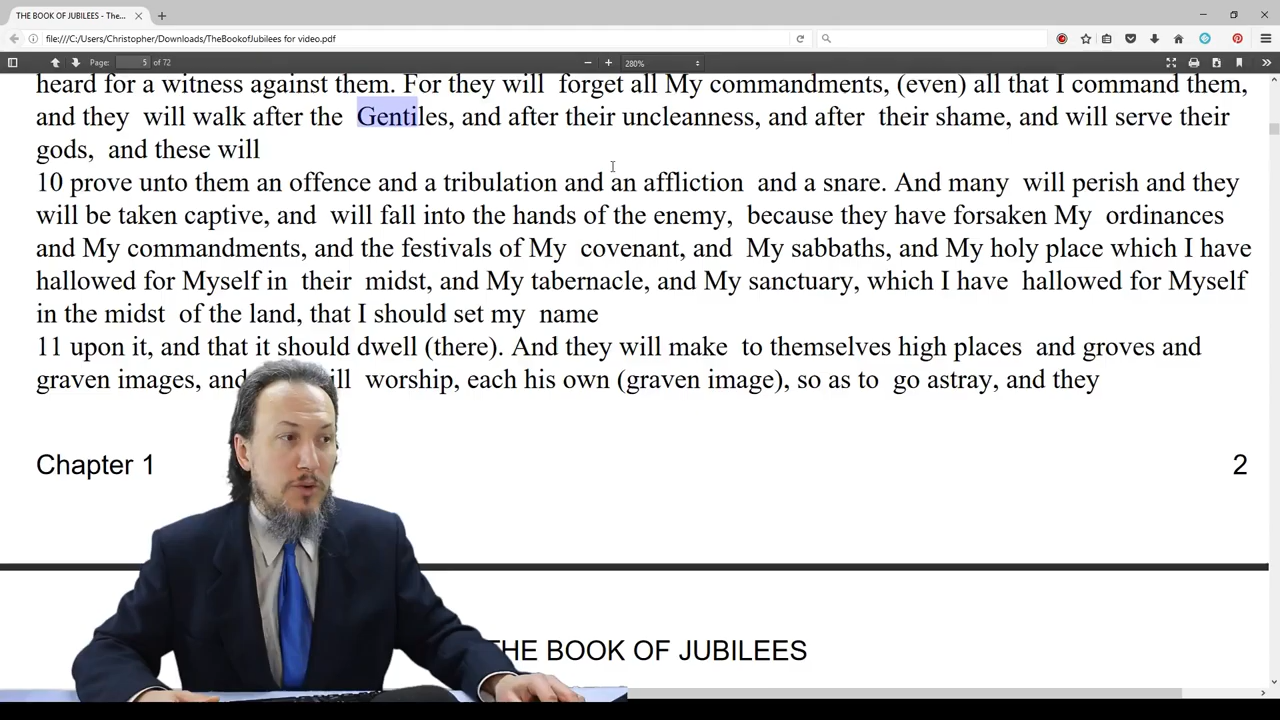 THE BOOK OF JUBILEES - The...
file:///C:/Users/Christopher/Downloads/TheBookofJubilees for video.pdf
Page: 5 of 72
280%
heard for a witness against them. For they will forget all My commandments, (even) all that I command them,
and they will walk after the Gentiles, and after their uncleanness, and after their shame, and will serve their
gods, and these will
10 prove unto them an offence and a tribulation and an affliction and a snare. And many will perish and they
will be taken captive, and will fall into the hands of the enemy, because they have forsaken My ordinances
and My commandments, and the festivals of My covenant, and My sabbaths, and My holy place which I have
hallowed for Myself in their midst, and My tabernacle, and My sanctuary, which I have hallowed for Myself
in the midst of the land, that I should set my name
11 upon it, and that it should dwell (there). And they will make to themselves high places and groves and
graven images, and ill worship, each his own (graven image), so as to go astray, and they
Chapter 1 2
THE BOOK OF JUBILEES